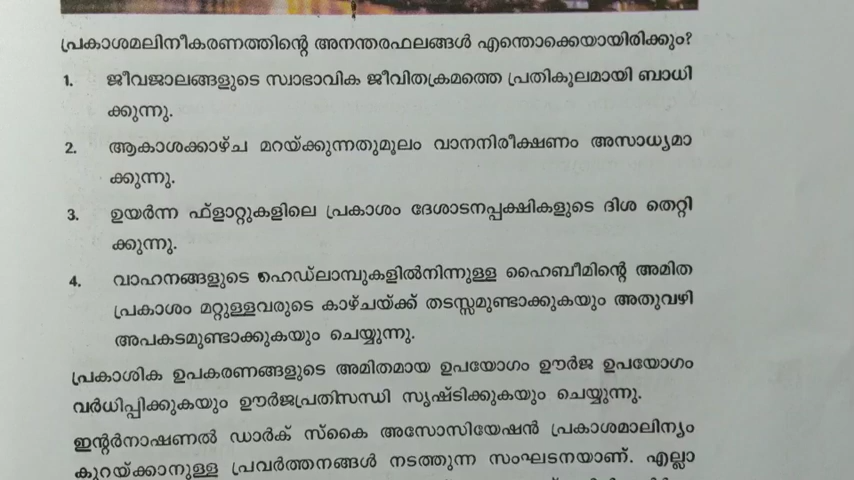 പ്രകാശമലിനീകരണത്തിന്റെ അനന്തരഫലങ്ങൾ എന്തൊക്കെയായിരിക്കും?
1. ജീവജാലങ്ങളുടെ സ്വാഭാവിക ജീവിതക്രമത്തെ പ്രതികൂലമായി ബാധി
ക്കുന്നു.
2. ആകാശക്കാഴ്ച മറയ്ക്കുന്നതുമൂലം വാനനിരീക്ഷണം അസാധ്യമാ
ക്കുന്നു.
3. ഉയർന്ന ഫ്ളാറ്റുകളിലെ പ്രകാശം ദേശാടനപ്പക്ഷികളുടെ ദിശ തെറ്റി
ക്കുന്നു.
4. വാഹനങ്ങളുടെ ഹെഡ്‌ലാമ്പുകളിൽനിന്നുള്ള ഹൈബീമിന്റെ അമിത
പ്രകാശം മറ്റുള്ളവരുടെ കാഴ്ചയ്ക്ക് തടസ്സമുണ്ടാക്കുകയും അതുവഴി
അപകടമുണ്ടാക്കുകയും ചെയ്യുന്നു.
പ്രകാശിക ഉപകരണങ്ങളുടെ അമിതമായ ഉപയോഗം ഊർജ ഉപയോഗം
വർധിപ്പിക്കുകയും ഊർജപ്രതിസന്ധി സൃഷ്ടിക്കുകയും ചെയ്യുന്നു.
ഇന്റർനാഷണൽ ഡാർക് സ്കൈ അസോസിയേഷൻ പ്രകാശമാലിന്യം
കുറയ്ക്കാനുള്ള പ്രവർത്തനങ്ങൾ നടത്തുന്ന സംഘടനയാണ്. എല്ലാ